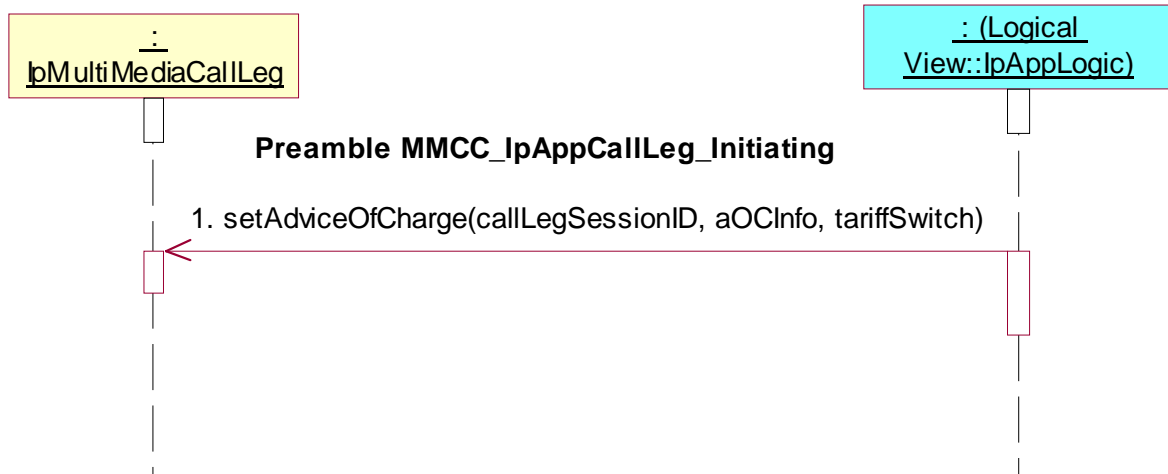 :
IpMultiMediaCallLeg
: (Logical
View::IpAppLogic)
Preamble MMCC_IpAppCallLeg_Initiating
1. setAdviceOfCharge(callLegSessionID, aOCInfo, tariffSwitch)